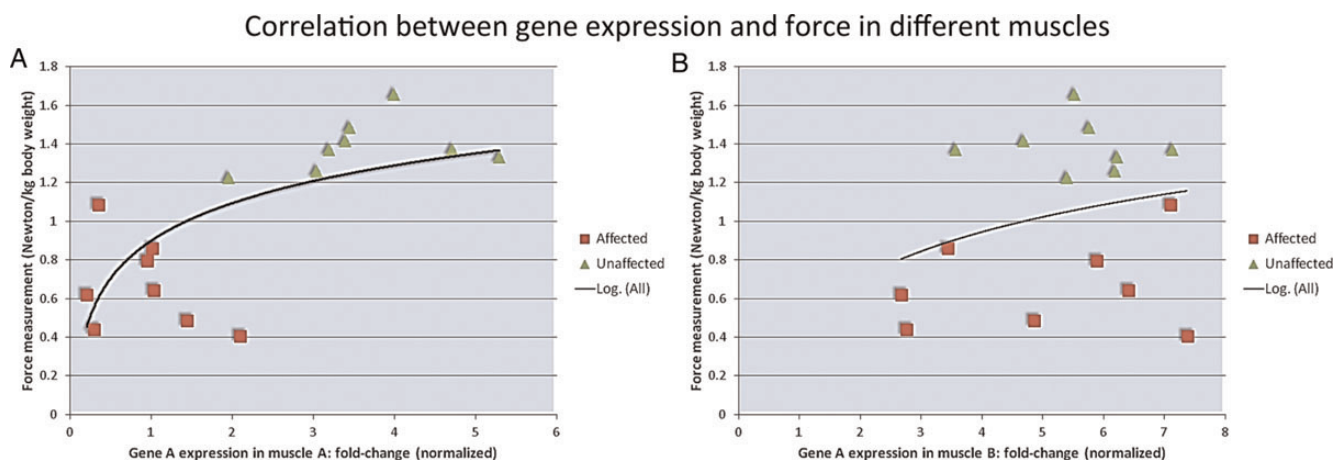 Correlation between gene expression and force in different muscles
A
Force measurement (Newton/kg body weight)
1.8
1.6
1.4
1.2
1
0.8
0.6
0.4
0.2
0
0 1 2 3 4 5 6
Gene A expression in muscle A: fold-change (normalized)
Affected
Unaffected
Log. (All)
B
Force measurement (Newton/kg body weight)
1.8
1.6
1.4
1.2
1
0.8
0.6
0.4
0.2
0
0 1 2 3 4 5 6 7 8
Gene A expression in muscle B: fold-change (normalized)
Affected
Unaffected
Log. (All)